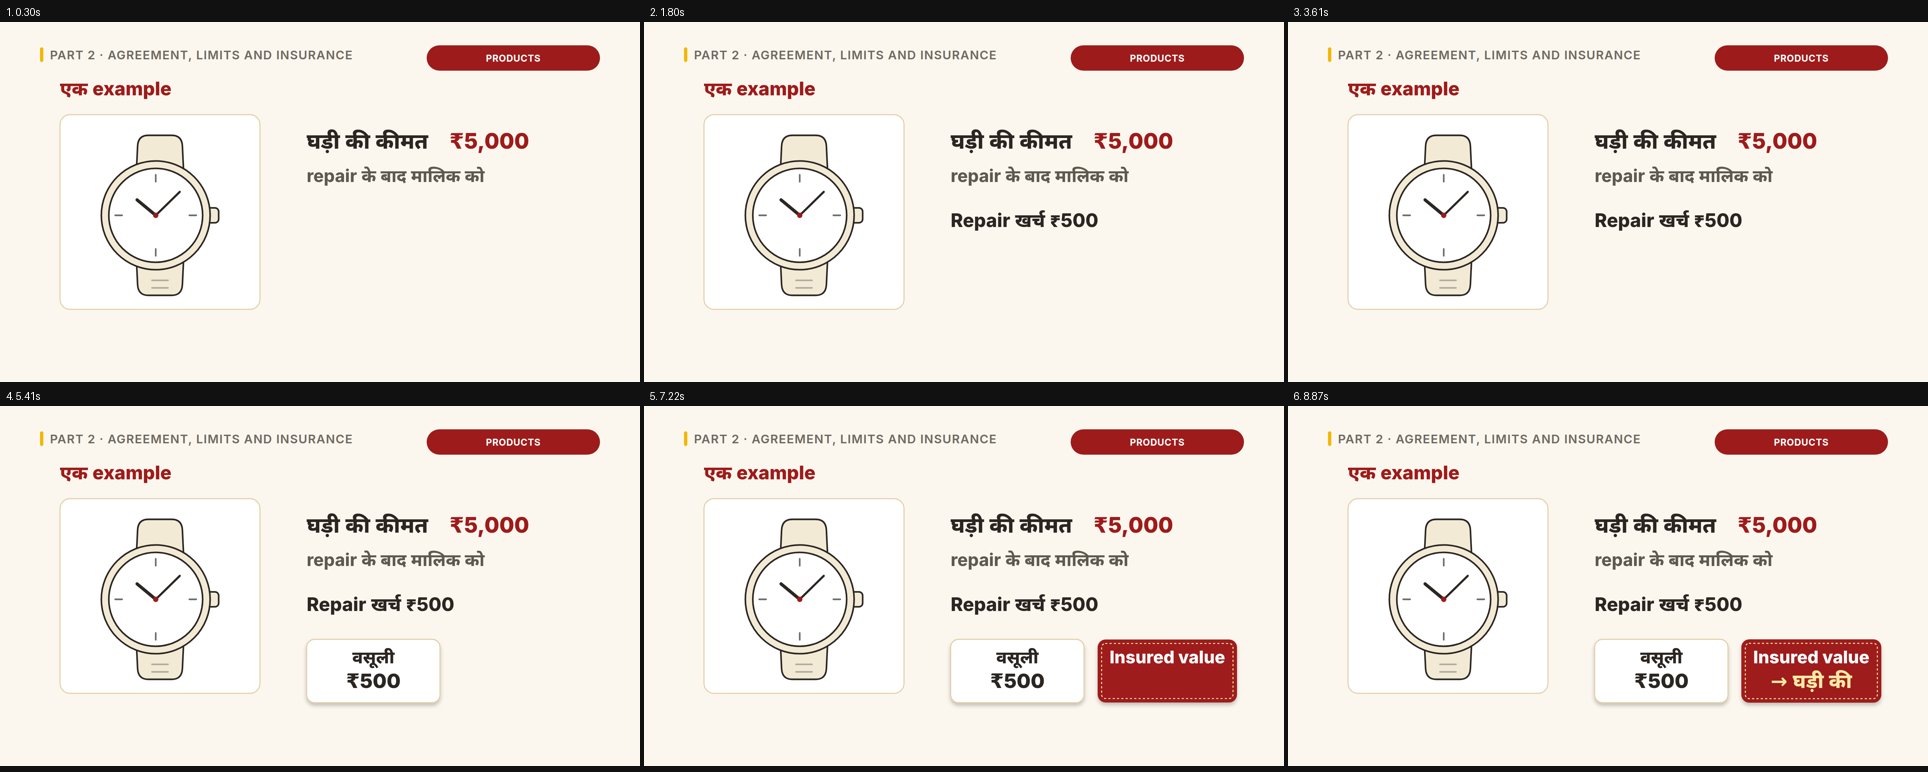 1. 0.30s
PART 2 · AGREEMENT, LIMITS AND INSURANCE
PRODUCTS
एक example
घड़ी की कीमत ₹5,000
repair के बाद मालिक को
2. 1.80s
PART 2 · AGREEMENT, LIMITS AND INSURANCE
PRODUCTS
एक example
घड़ी की कीमत ₹5,000
repair के बाद मालिक को
Repair खर्च ₹500
3. 3.61s
PART 2 · AGREEMENT, LIMITS AND INSURANCE
PRODUCTS
एक example
घड़ी की कीमत ₹5,000
repair के बाद मालिक को
Repair खर्च ₹500
4. 5.41s
PART 2 · AGREEMENT, LIMITS AND INSURANCE
PRODUCTS
एक example
घड़ी की कीमत ₹5,000
repair के बाद मालिक को
Repair खर्च ₹500
वसूली
₹500
5. 7.22s
PART 2 · AGREEMENT, LIMITS AND INSURANCE
PRODUCTS
एक example
घड़ी की कीमत ₹5,000
repair के बाद मालिक को
Repair खर्च ₹500
वसूली
₹500
Insured value
6. 8.87s
PART 2 · AGREEMENT, LIMITS AND INSURANCE
PRODUCTS
एक example
घड़ी की कीमत ₹5,000
repair के बाद मालिक को
Repair खर्च ₹500
वसूली
₹500
Insured value
→ घड़ी की